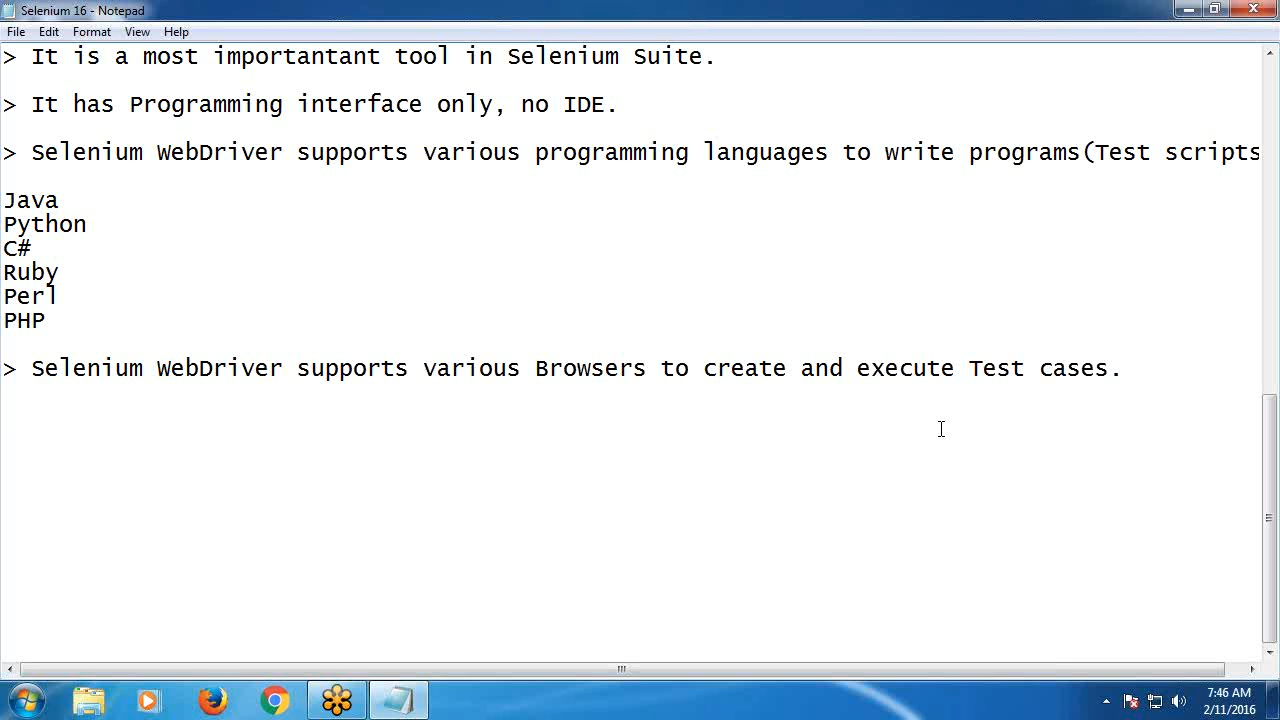 Selenium 16 - Notepad
File Edit Format View Help
> It is a most importantant tool in Selenium Suite.
> It has Programming interface only, no IDE.
> Selenium WebDriver supports various programming languages to write programs(Test scripts
Java
Python
C#
Ruby
Perl
PHP
> Selenium WebDriver supports various Browsers to create and execute Test cases.
7:46 AM
2/11/2016